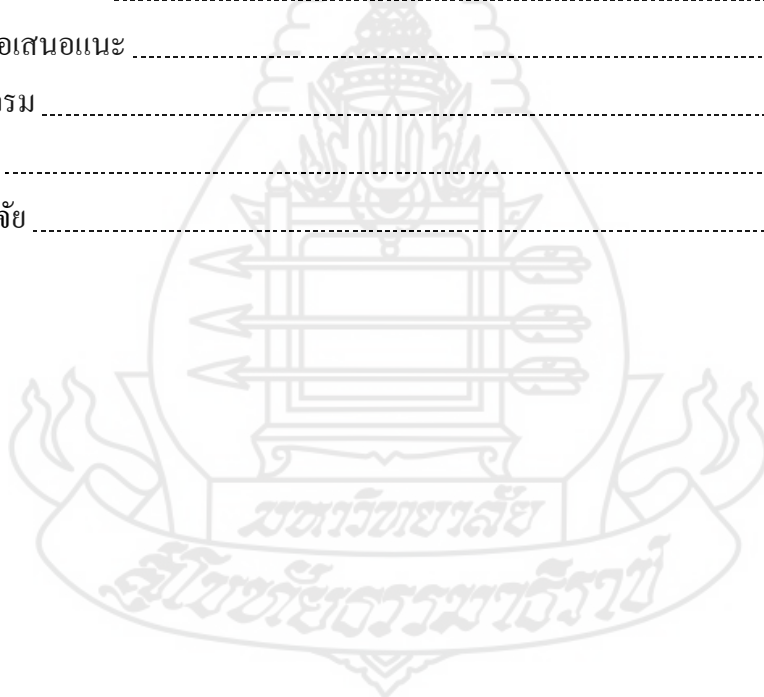 อเสนอแนะ
กรม
จัย
มหาวิทยาลัย
สุโขทัยธรรมาธิราช